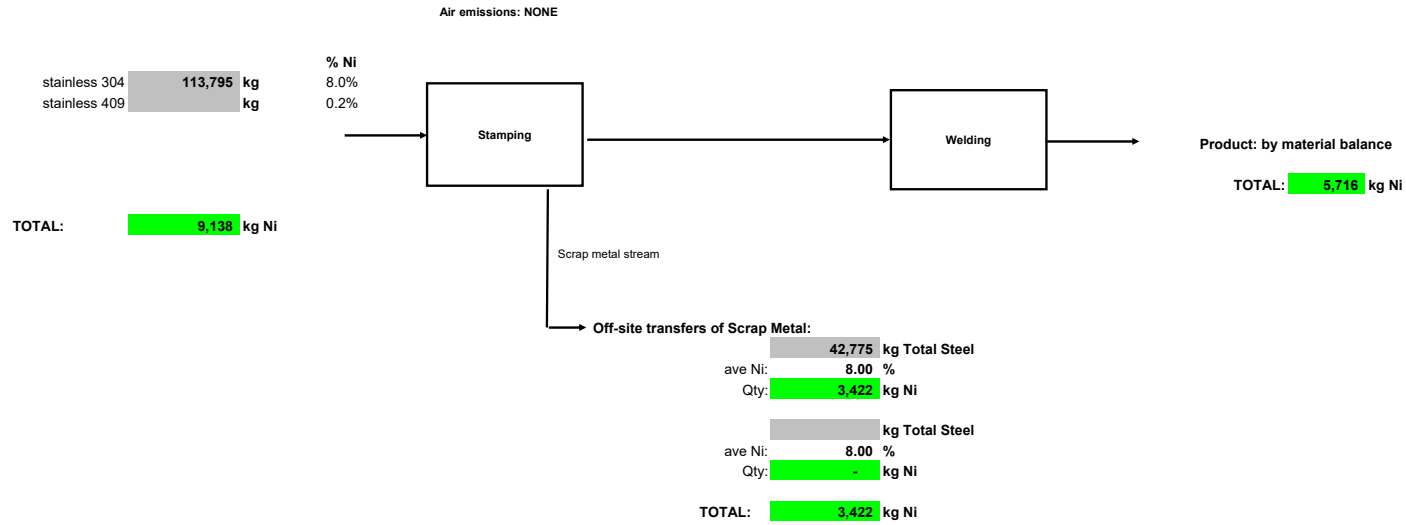 Air emissions: NONE
% Ni
stainless 304 113,795 kg 8.0%
stainless 409 kg 0.2%
Stamping
Welding
Product: by material balance
TOTAL: 5,716 kg Ni
TOTAL: 9,138 kg Ni
Scrap metal stream
Off-site transfers of Scrap Metal:
42,775 kg Total Steel
ave Ni: 8.00 %
Qty: 3,422 kg Ni
kg Total Steel
ave Ni: 8.00 %
Qty: - kg Ni
TOTAL: 3,422 kg Ni